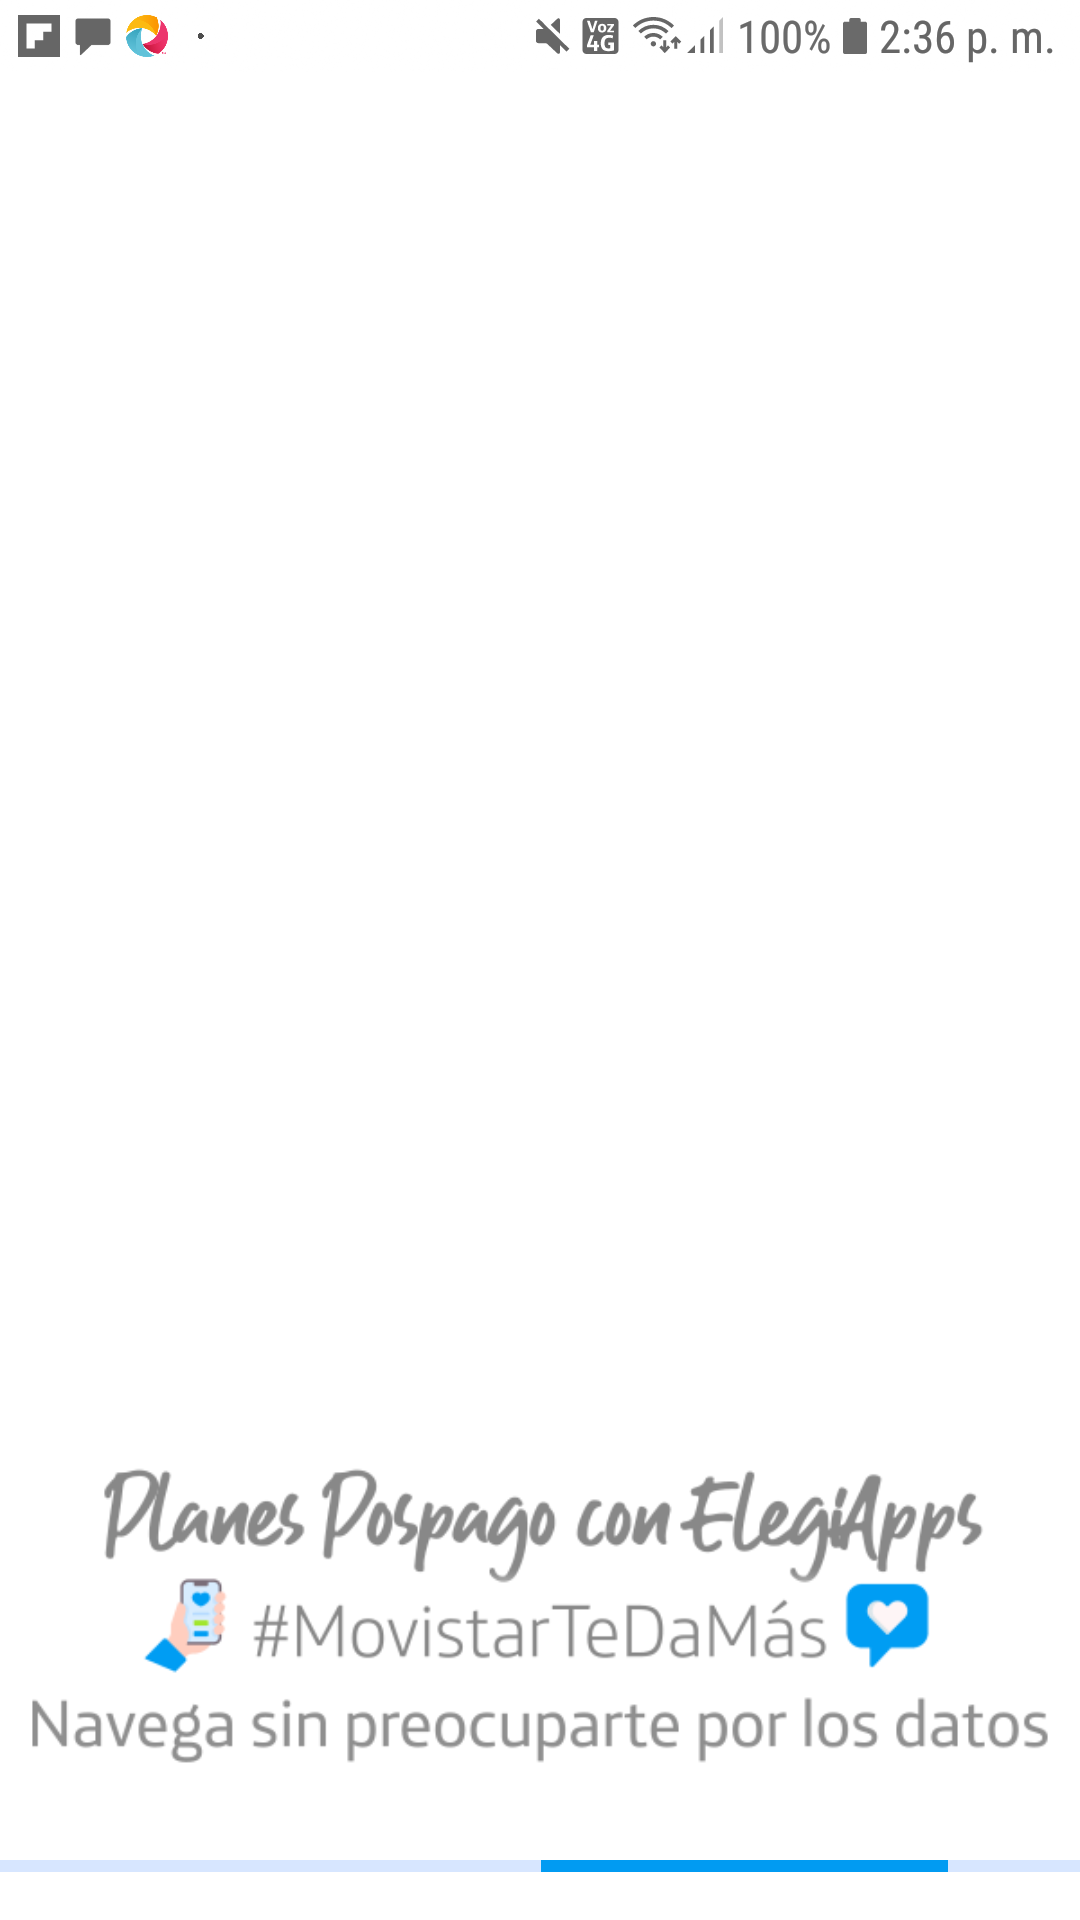 Voz 4G 100% 2:36 p. m.
Planes Pospago con ElegiApps
#MovistarTeDaMás
Navega sin preocuparte por los datos